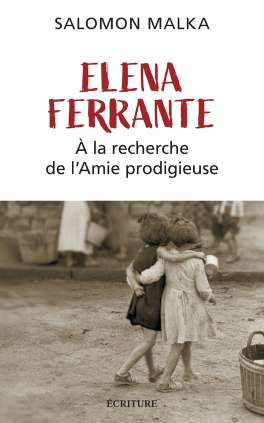 SALOMON MALKA
ELENA
FERRANTE
À la recherche
de l'Amie prodigieuse
ÉCRITURE